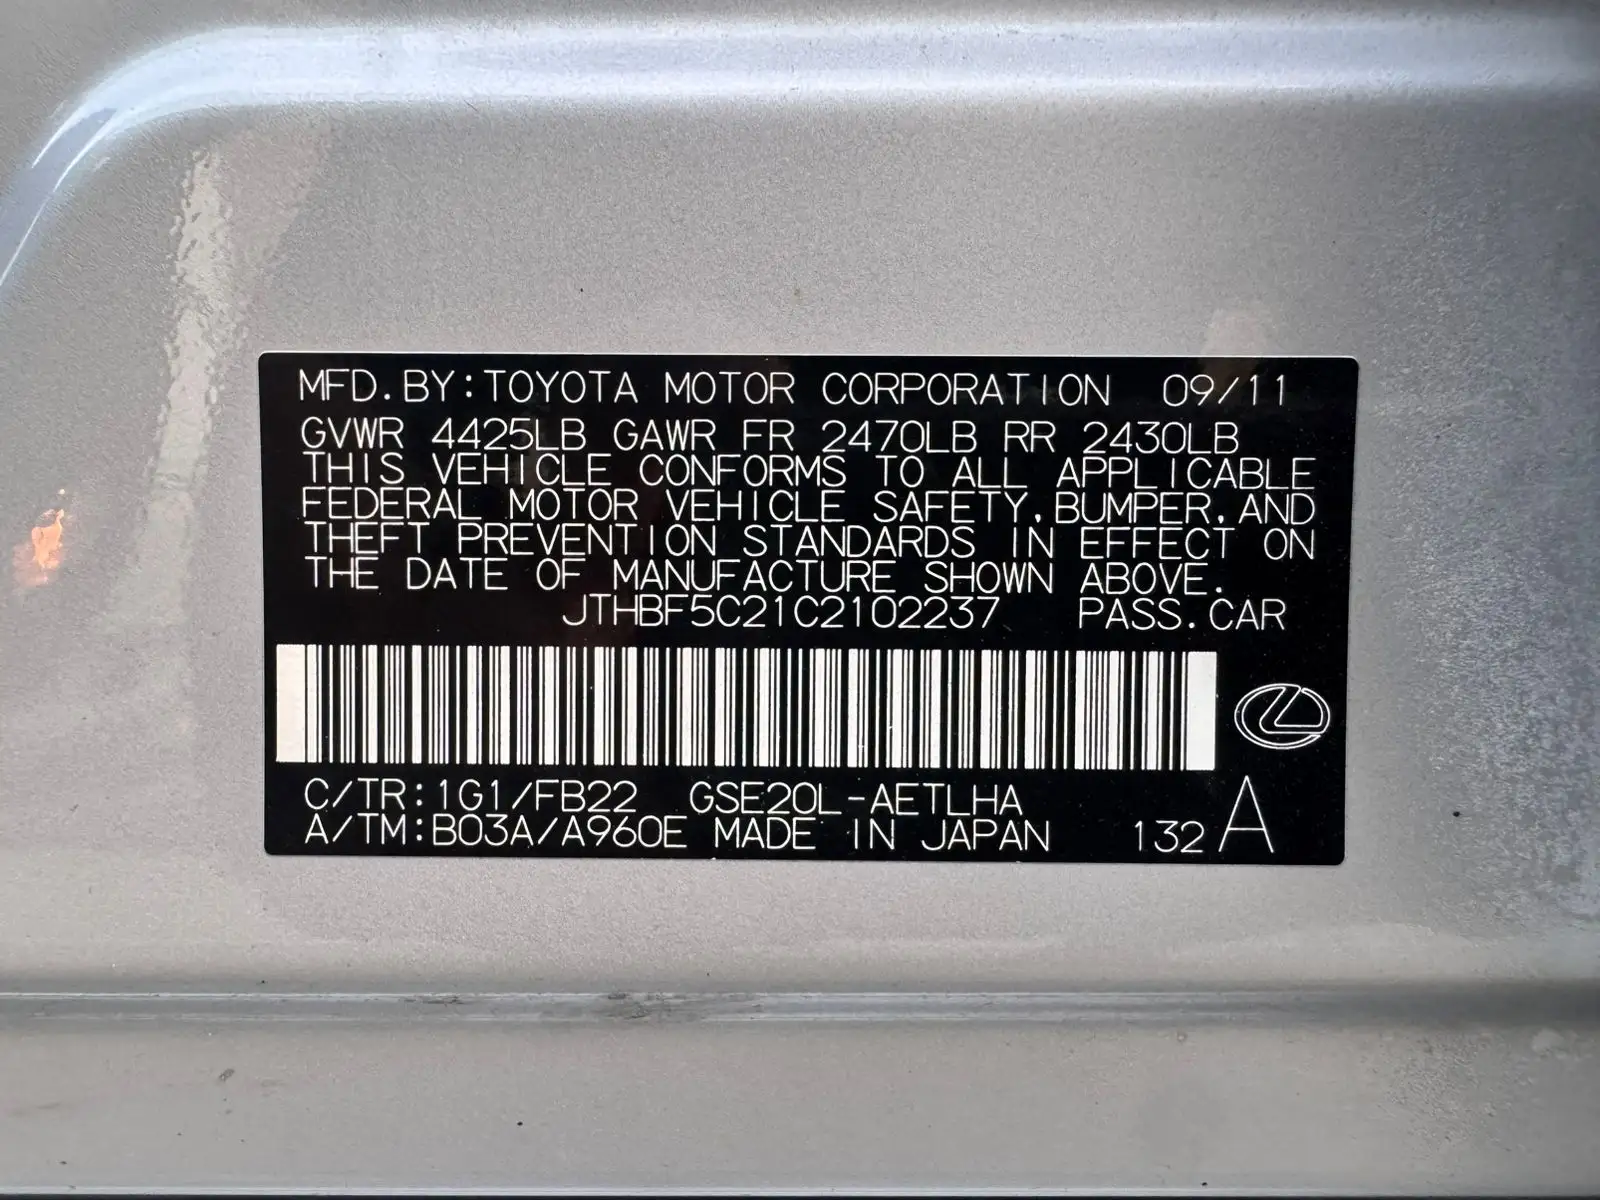 MFD.BY:TOYOTA MOTOR CORPORATION 09/11
GVWR 4425LB GAWR FR 2470LB RR 2430LB
THIS VEHICLE CONFORMS TO ALL APPLICABLE
FEDERAL MOTOR VEHICLE SAFETY,BUMPER,AND
THEFT PREVENTION STANDARDS IN EFFECT ON
THE DATE OF MANUFACTURE SHOWN ABOVE.
JTHBF5C21C2102237 PASS.CAR
C/TR:1G1/FB22 GSE20L-AETLHA
A/TM:B03A/A960E MADE IN JAPAN 132 A